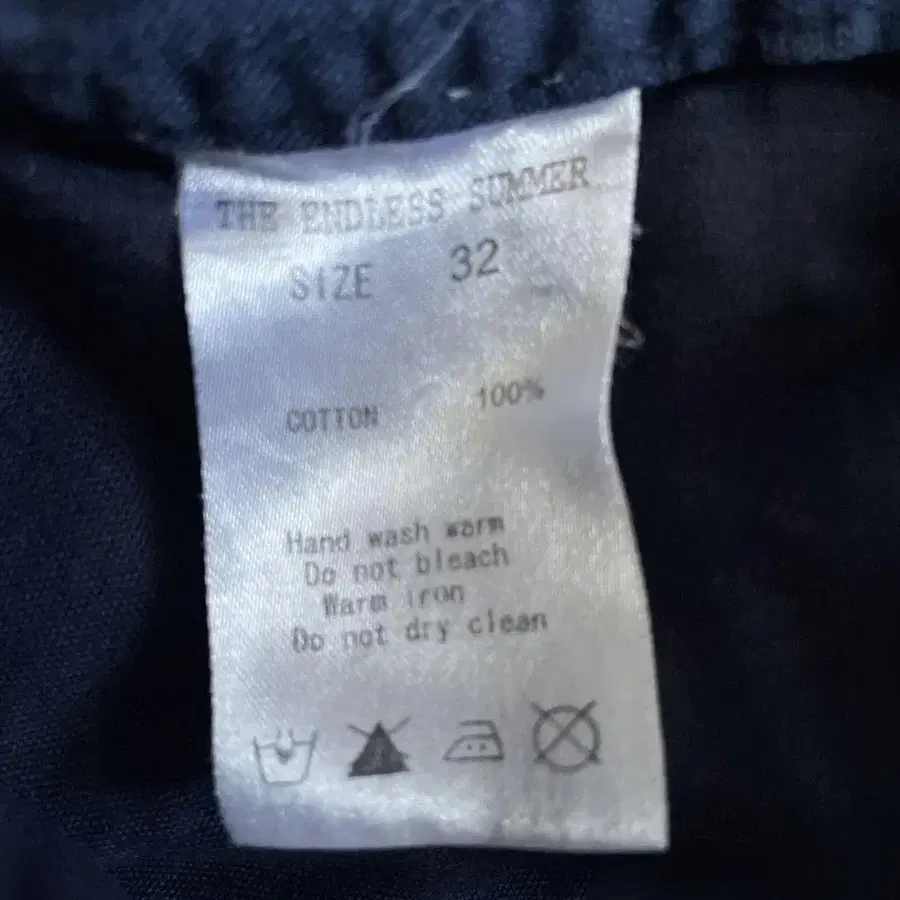 THE ENDLESS SUMMER
SIZE 32
COTTON 100%
Hand wash warm
Do not bleach
Warm iron
Do not dry clean